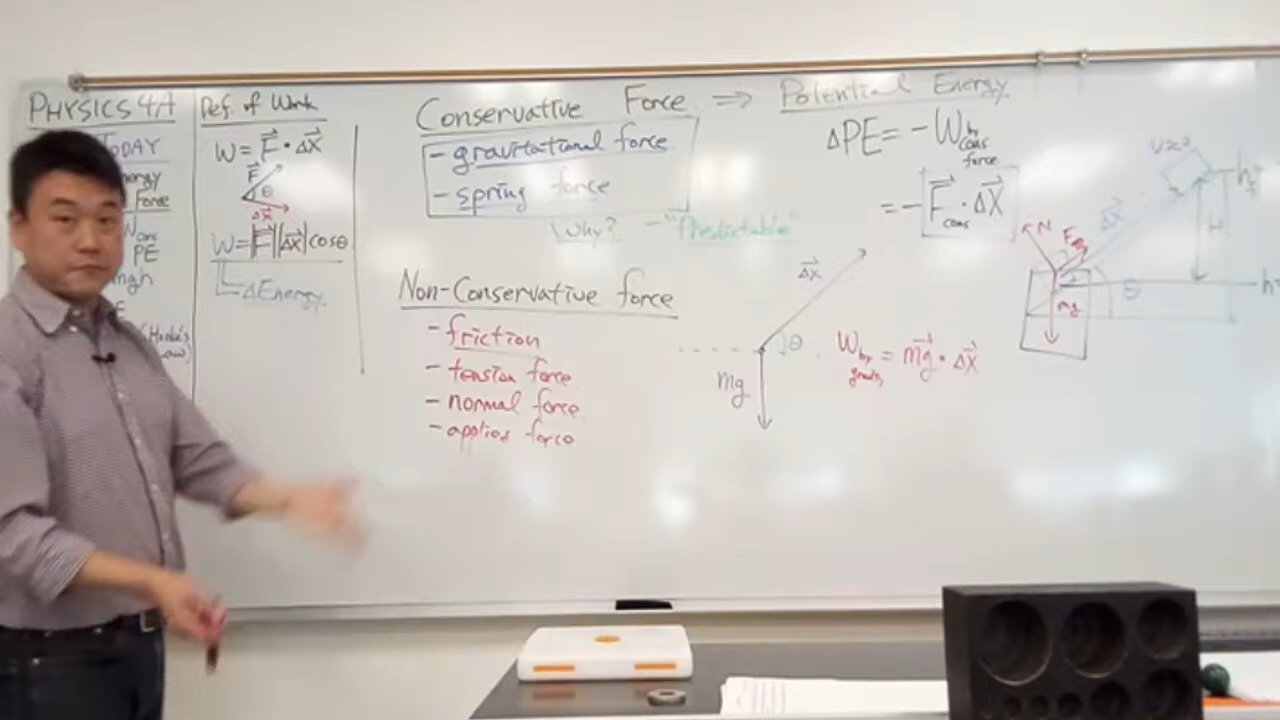 PHYSICS 4A
TODAY
Force
PE
Def. of Work
W = F⃗ · Δx⃗
F⃗
θ
Δx⃗
W = |F⃗||Δx⃗| cosθ
ΔEnergy
Conservative Force ⇒ Potential Energy
- gravitational force
- spring force
Why? - "Predictable"
Non-Conservative force
- friction
- tension force
- normal force
- applied force
ΔPE = - W by cons force
= - F⃗cons · Δx⃗
Δx⃗
θ
mg
W by gravity = mg⃗ · Δx⃗
N
mg
Δx⃗
θ
H